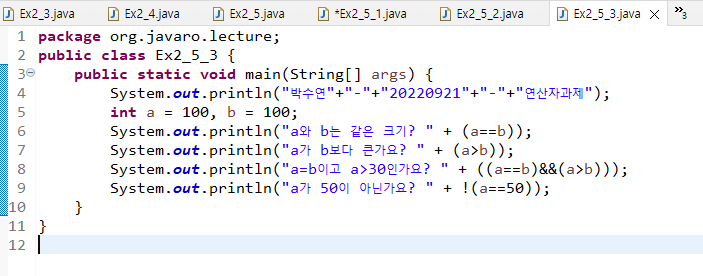 Ex2_3.java Ex2_4.java Ex2_5.java *Ex2_5_1.java Ex2_5_2.java Ex2_5_3.java »3
1 package org.javaro.lecture;
2 public class Ex2_5_3 {
3 public static void main(String[] args) {
4 System.out.println("박수연"+"-"+"20220921"+"-"+"연산자과제");
5 int a = 100, b = 100;
6 System.out.println("a와 b는 같은 크기? " + (a==b));
7 System.out.println("a가 b보다 큰가요? " + (a>b));
8 System.out.println("a=b이고 a>30인가요? " + ((a==b)&&(a>b)));
9 System.out.println("a가 50이 아닌가요? " + !(a==50));
10 }
11 }
12